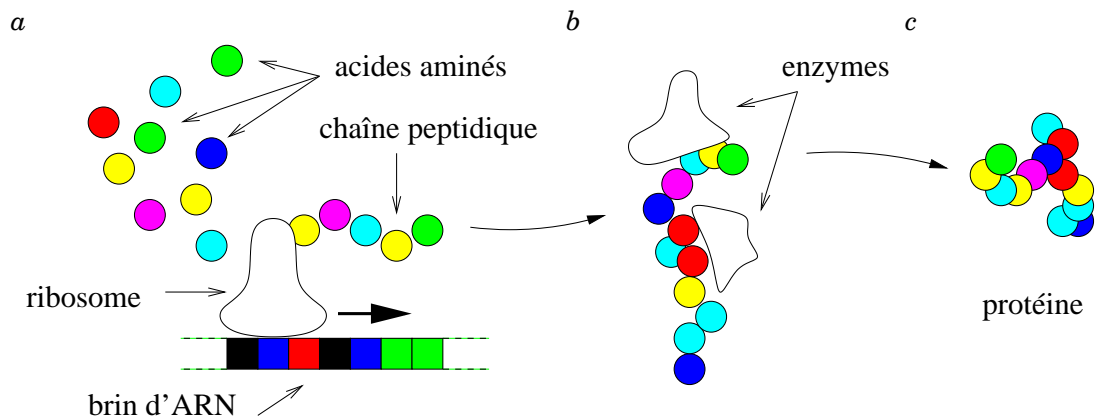 a
b
c
acides aminés
enzymes
chaîne peptidique
ribosome
protéine
brin d'ARN